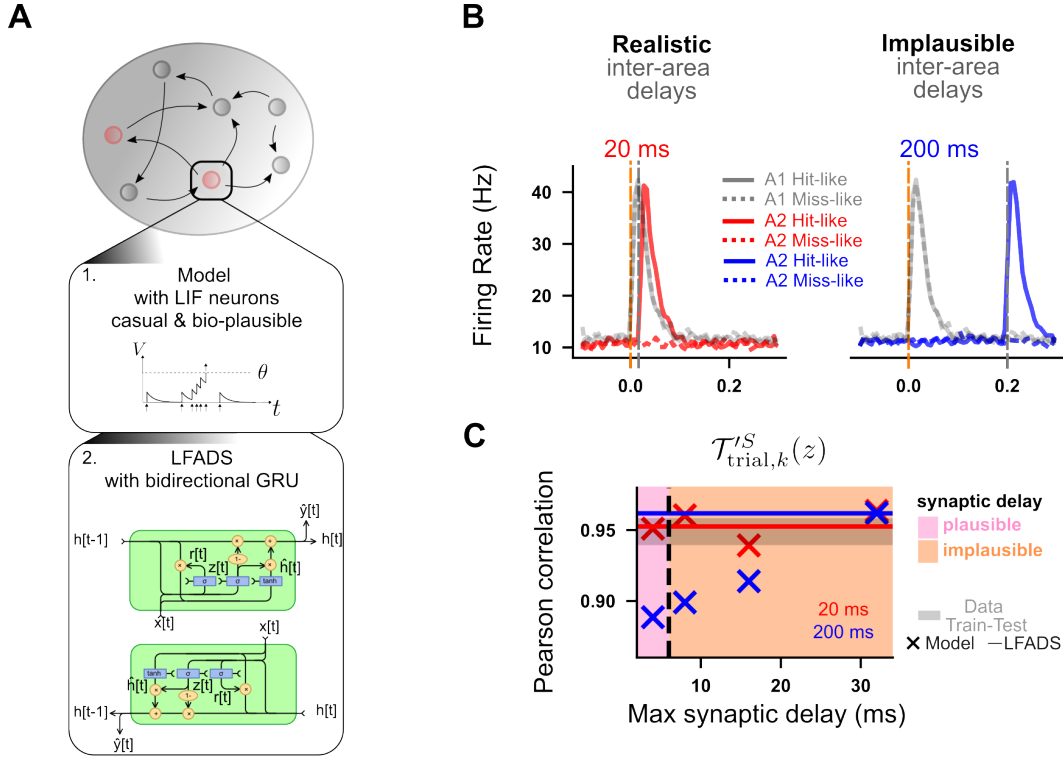 A
1.
Model
with LIF neurons
casual & bio-plausible
V
θ
t
2.
LFADS
with bidirectional GRU
ŷ[t]
h[t-1]
h[t]
r[t]
z[t]
ĥ[t]
×
+
1-
×
×
σ
σ
tanh
x[t]
x[t]
tanh
σ
σ
ĥ[t]
z[t]
r[t]
×
1-
×
h[t-1]
+
×
h[t]
ŷ[t]
B
Realistic
inter-area
delays
Implausible
inter-area
delays
20 ms
200 ms
Firing Rate (Hz)
40
30
20
10
A1 Hit-like
A1 Miss-like
A2 Hit-like
A2 Miss-like
A2 Hit-like
A2 Miss-like
0.0
0.2
0.0
0.2
C
𝒯′ˢ trial,k(z)
Pearson correlation
0.95
0.90
20 ms
200 ms
10
20
30
Max synaptic delay (ms)
synaptic delay
plausible
implausible
Data
Train-Test
Model
LFADS